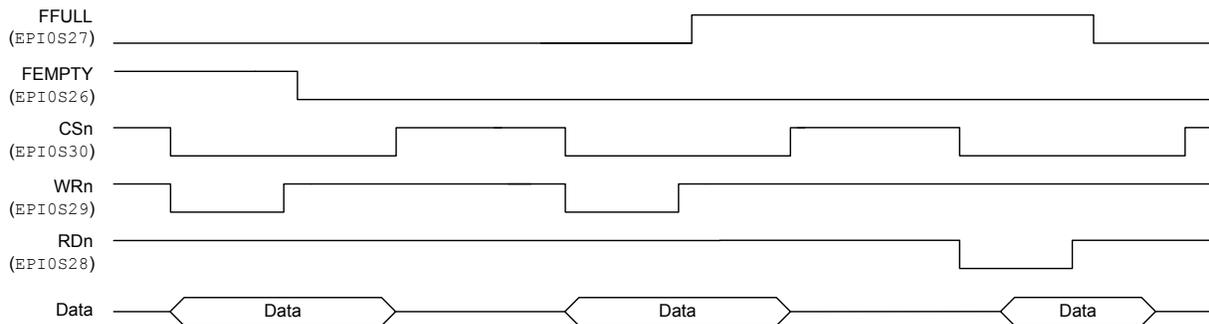 FFULL
(EPI0S27)
FEMPTY
(EPI0S26)
CSn
(EPI0S30)
WRn
(EPI0S29)
RDn
(EPI0S28)
Data Data Data Data